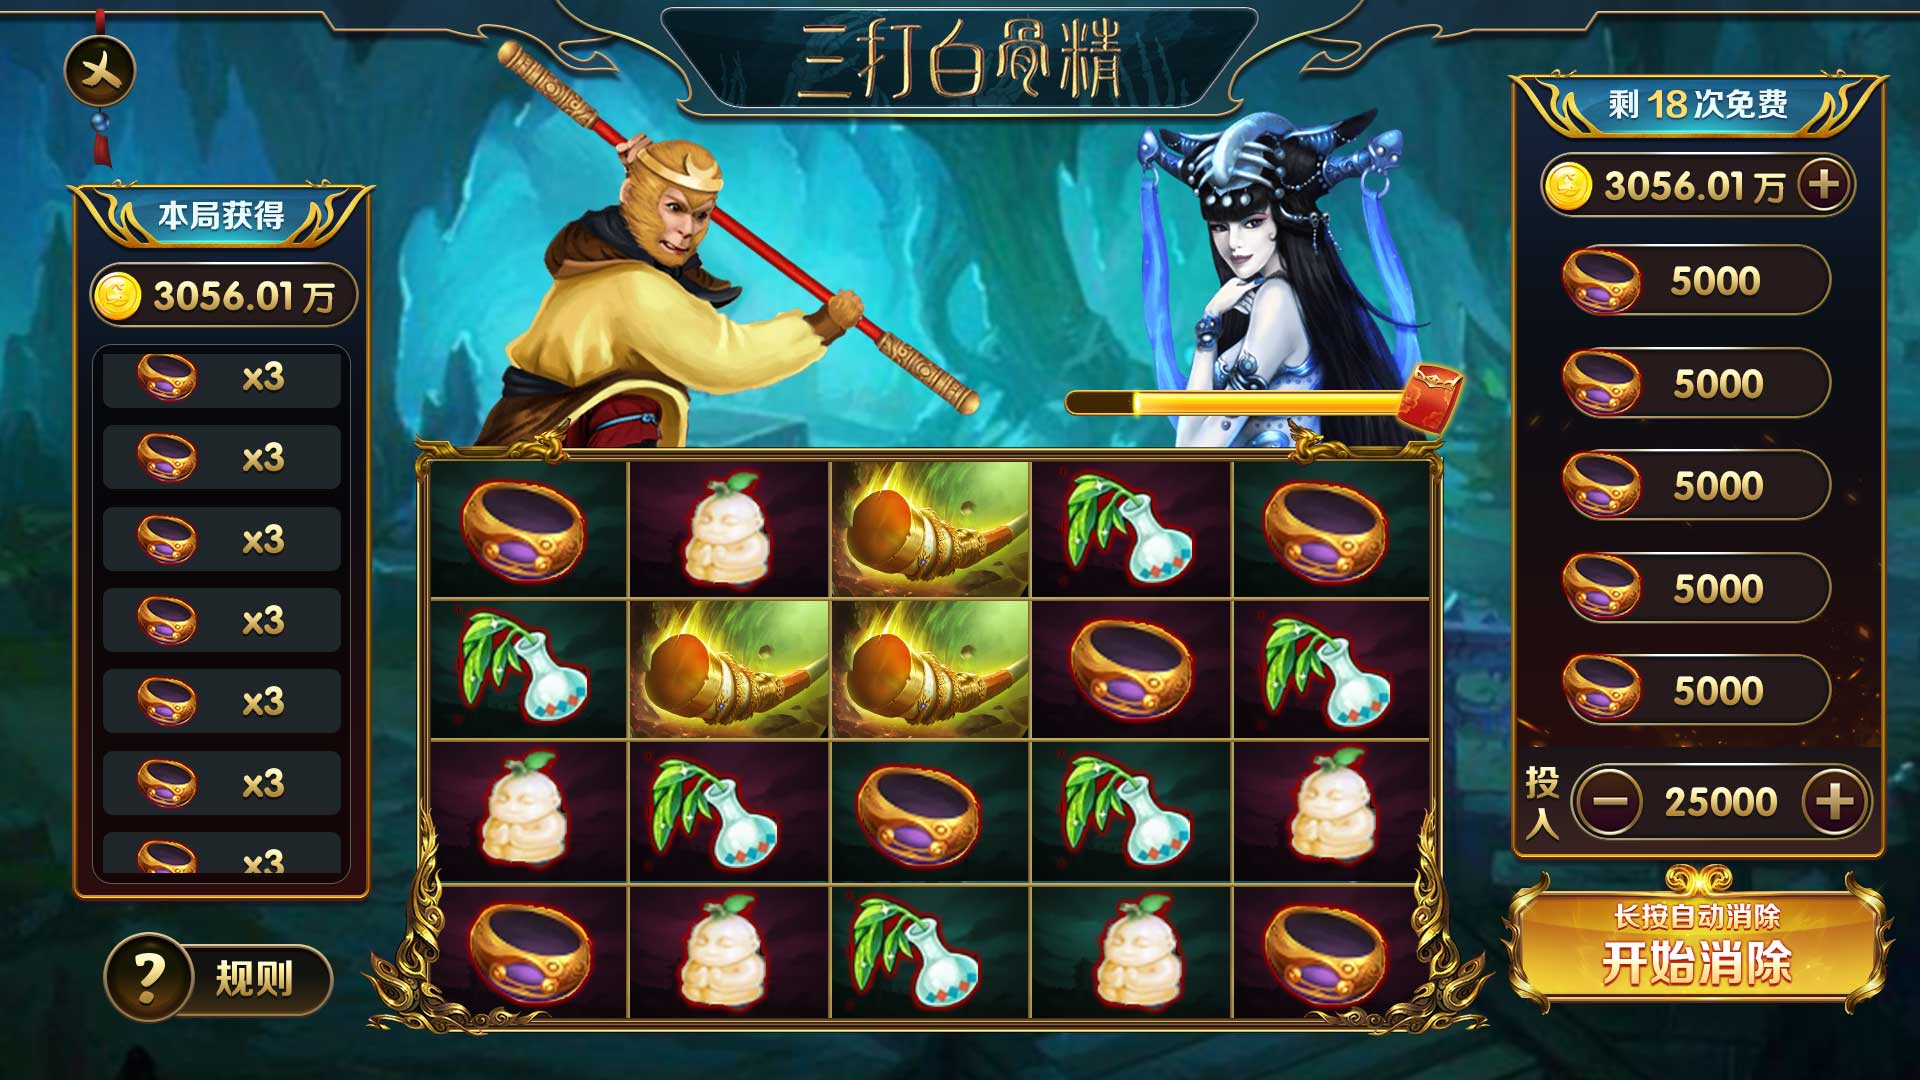 三打白骨精
本局获得
3056.01万
x3
x3
x3
x3
x3
x3
x3
? 规则
剩18次免费
3056.01万 +
5000
5000
5000
5000
5000
投入 - 25000 +
长按自动消除
开始消除